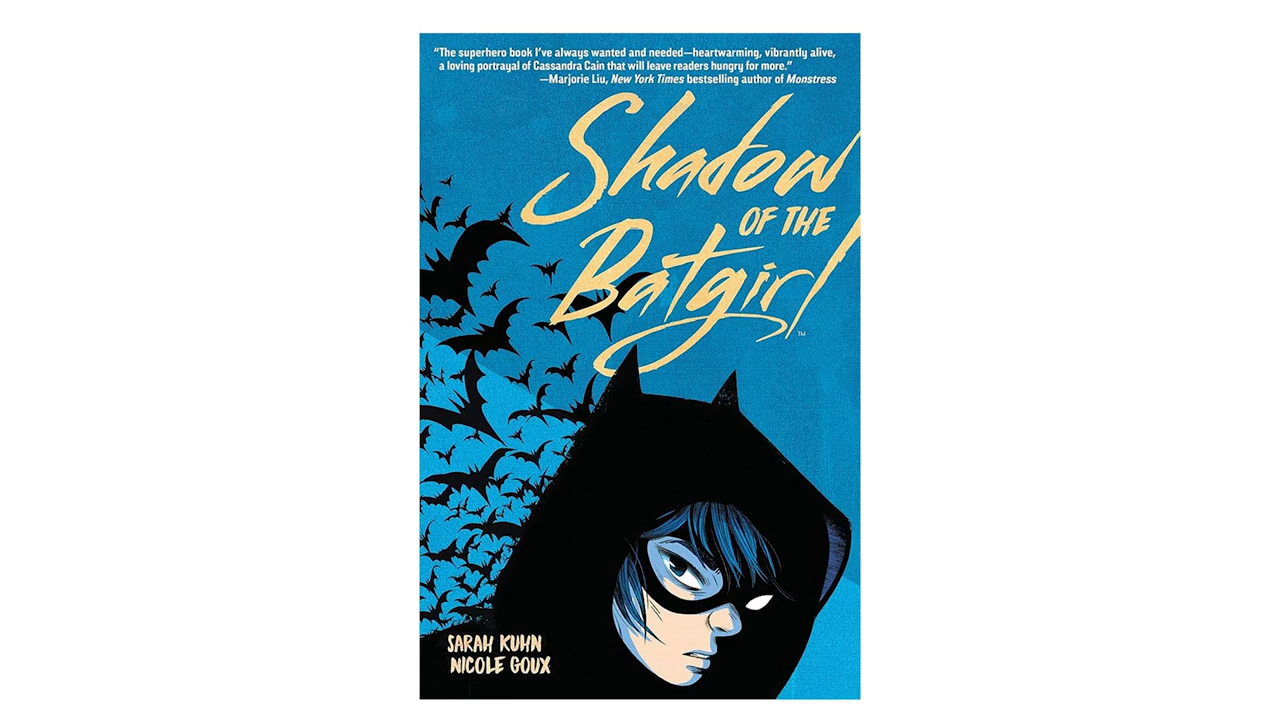 “The superhero book I’ve always wanted and needed—heartwarming, vibrantly alive,
a loving portrayal of Cassandra Cain that will leave readers hungry for more.”
—Marjorie Liu, New York Times bestselling author of Monstress
Shadow
OF THE
Batgirl
TM
SARAH KUHN
NICOLE GOUX